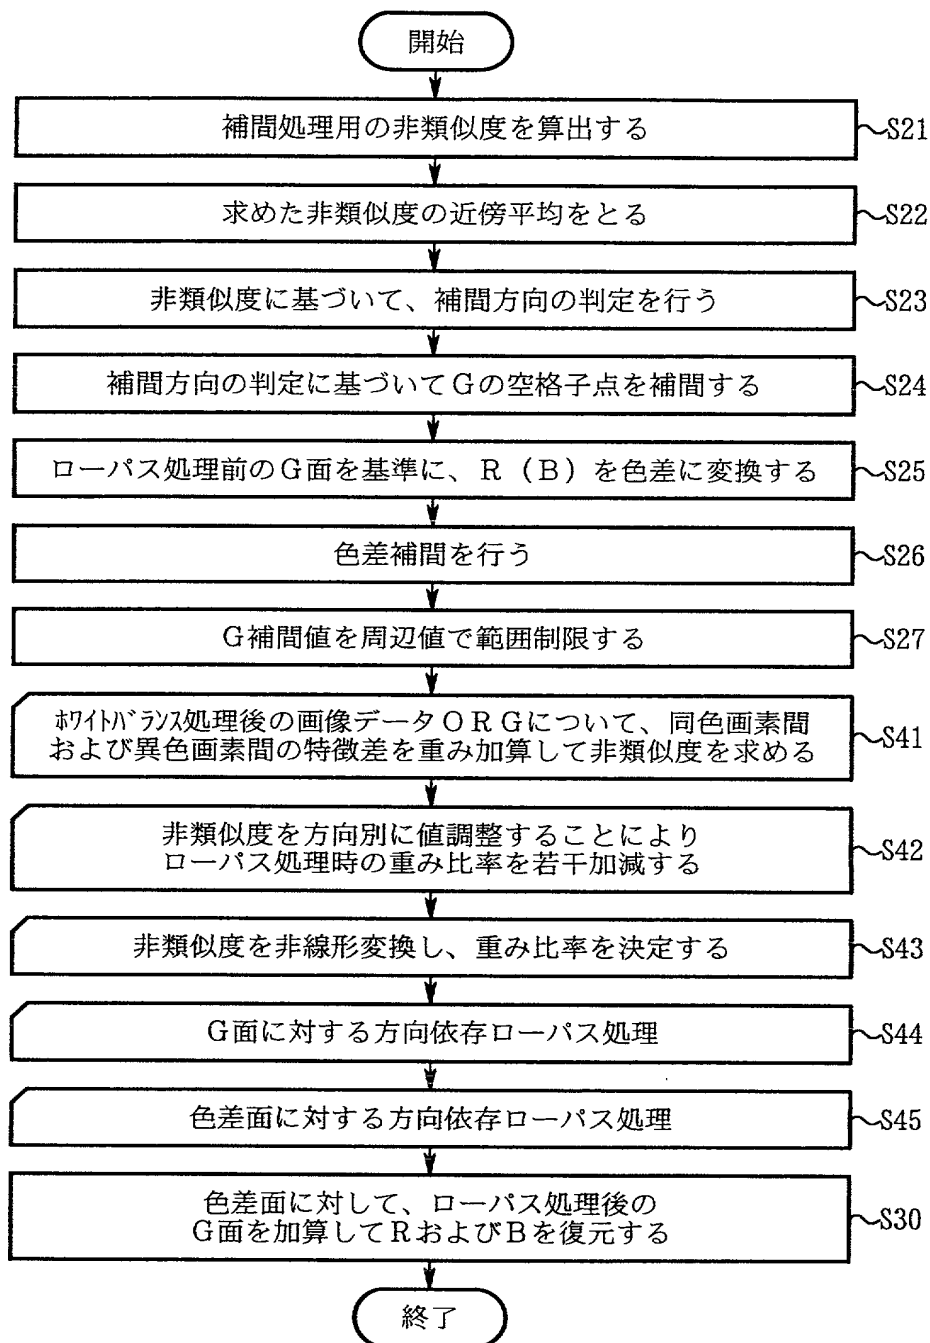 開始
補間処理用の非類似度を算出する
~S21
求めた非類似度の近傍平均をとる
~S22
非類似度に基づいて、補間方向の判定を行う
~S23
補間方向の判定に基づいてGの空格子点を補間する
~S24
ローパス処理前のG面を基準に、R(B)を色差に変換する
~S25
色差補間を行う
~S26
G補間値を周辺値で範囲制限する
~S27
ﾎﾜｲﾄﾊﾞﾗﾝｽ処理後の画像データORGについて、同色画素間
および異色画素間の特徴差を重み加算して非類似度を求める
~S41
非類似度を方向別に値調整することにより
ローパス処理時の重み比率を若干加減する
~S42
非類似度を非線形変換し、重み比率を決定する
~S43
G面に対する方向依存ローパス処理
~S44
色差面に対する方向依存ローパス処理
~S45
色差面に対して、ローパス処理後の
G面を加算してRおよびBを復元する
~S30
終了